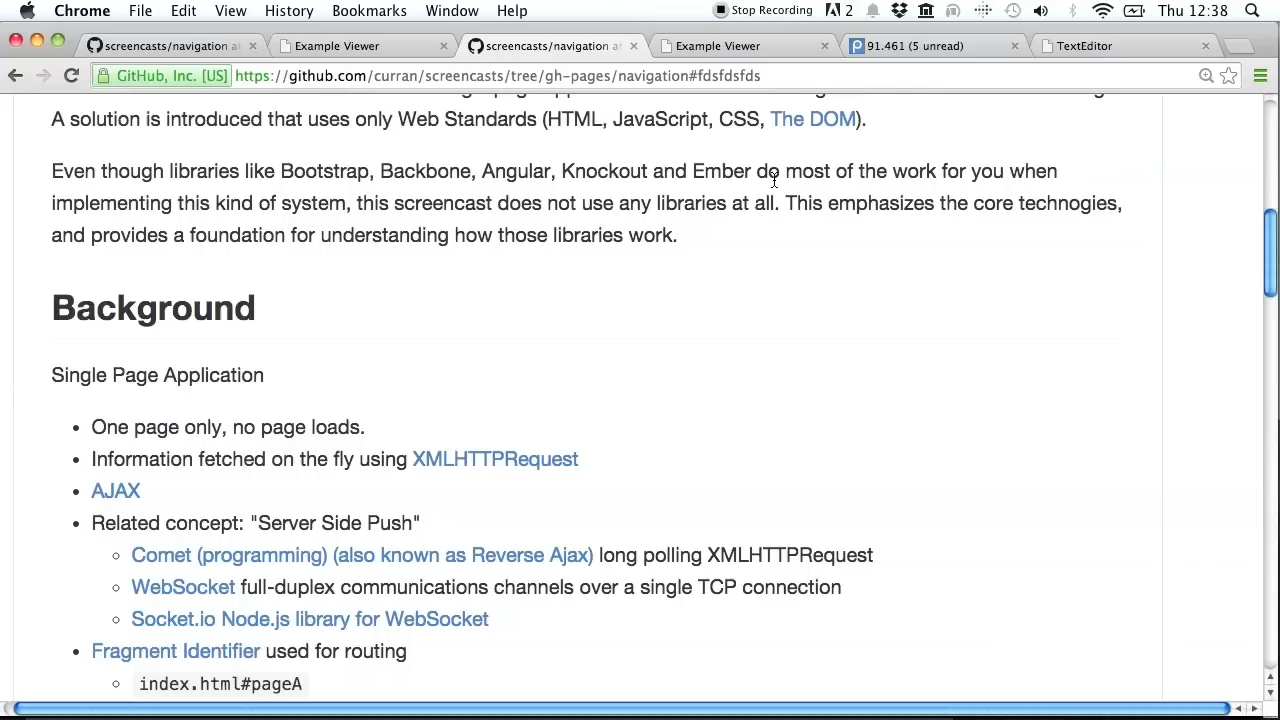 Chrome File Edit View History Bookmarks Window Help Stop Recording 2 Thu 12:38
screencasts/navigation a Example Viewer screencasts/navigation a Example Viewer 91.461 (5 unread) TextEditor
GitHub, Inc. [US] https://github.com/curran/screencasts/tree/gh-pages/navigation#fdsfdsfds
A solution is introduced that uses only Web Standards (HTML, JavaScript, CSS, The DOM).
Even though libraries like Bootstrap, Backbone, Angular, Knockout and Ember do most of the work for you when
implementing this kind of system, this screencast does not use any libraries at all. This emphasizes the core technogies,
and provides a foundation for understanding how those libraries work.
Background
Single Page Application
• One page only, no page loads.
• Information fetched on the fly using XMLHTTPRequest
• AJAX
• Related concept: "Server Side Push"
◦ Comet (programming) (also known as Reverse Ajax) long polling XMLHTTPRequest
◦ WebSocket full-duplex communications channels over a single TCP connection
◦ Socket.io Node.js library for WebSocket
• Fragment Identifier used for routing
◦ index.html#pageA